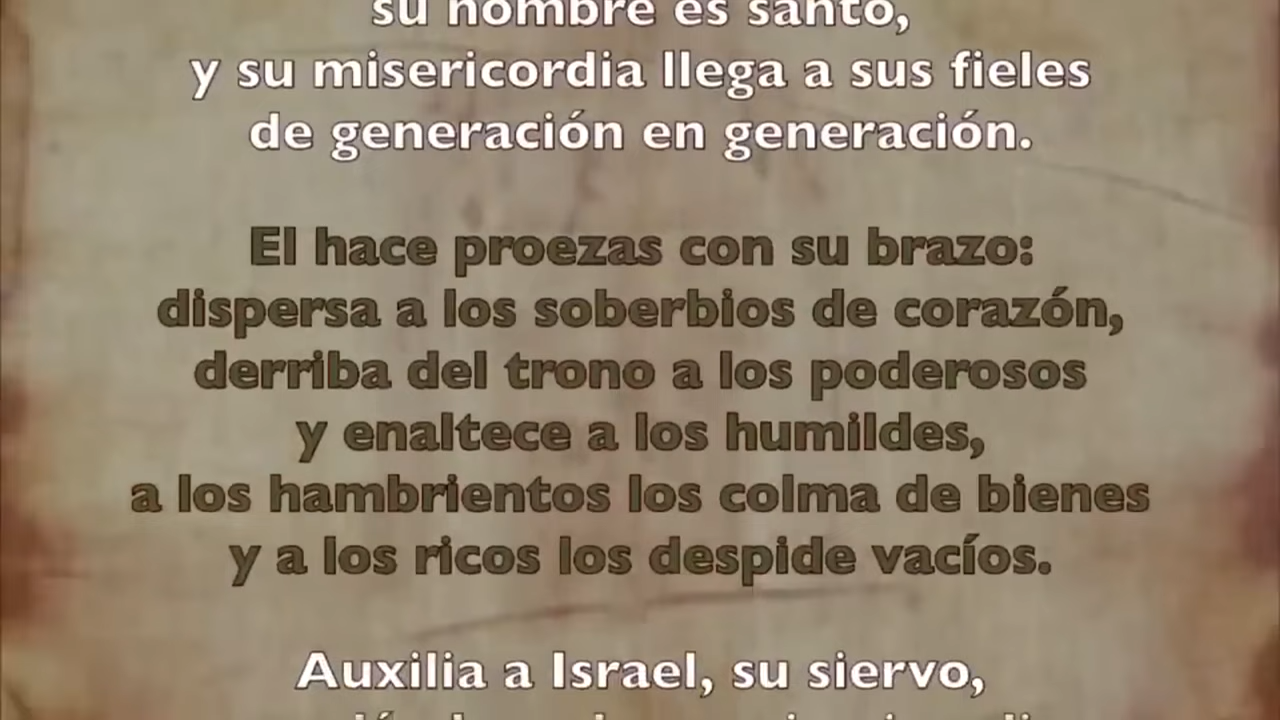 su nombre es santo,
y su misericordia llega a sus fieles
de generación en generación.
El hace proezas con su brazo:
dispersa a los soberbios de corazón,
derriba del trono a los poderosos
y enaltece a los humildes,
a los hambrientos los colma de bienes
y a los ricos los despide vacíos.
Auxilia a Israel, su siervo,